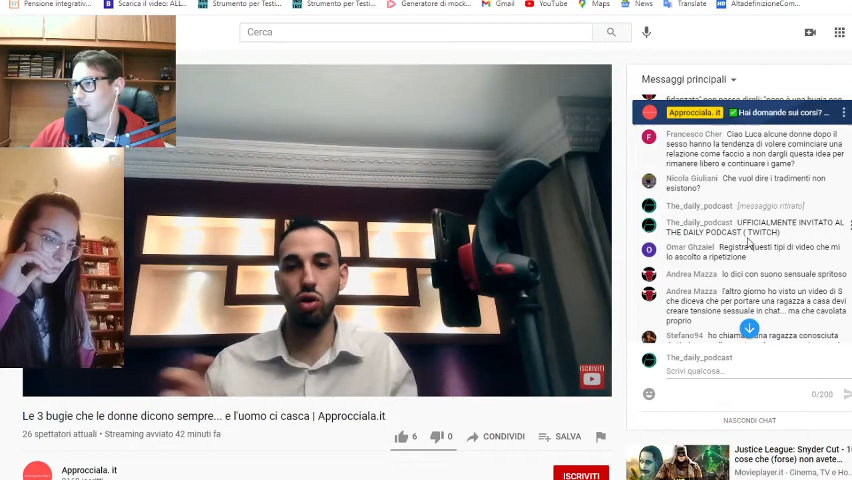 Pensione integrativ...
Scarica il video: ALL...
Strumento per Testi...
Strumento per Testi...
Generatore di mock...
Gmail
YouTube
Maps
News
Translate
AltadefinizioneCom...
Cerca
Messaggi principali
Approcciala. it ✅ Hai domande sui corsi? ...
Francesco Cher Ciao Luca alcune donne dopo il
sesso hanno la tendenza di volere cominciare una
relazione come faccio a non dargli questa idea per
rimanere libero e continuare i game?
Nicola Giuliani Che vuol dire i tradimenti non
esistono?
The_daily_podcast [messaggio ritirato]
The_daily_podcast UFFICIALMENTE INVITATO AL
THE DAILY PODCAST ( TWITCH)
Omar Ghzaiel Registra questi tipi di video che mi
lo ascolto a ripetizione
Andrea Mazza lo dici con suono sensuale spritoso
Andrea Mazza l'altro giorno ho visto un video di S
che diceva che per portare una ragazza a casa devi
creare tensione sessuale in chat... ma che cavolata
proprio
Stefano94 ho chiama una ragazza conosciuta
The_daily_podcast
Scrivi qualcosa...
0/200
NASCONDI CHAT
ISCRIVITI
Le 3 bugie che le donne dicono sempre... e l'uomo ci casca | Approcciala.it
26 spettatori attuali • Streaming avviato 42 minuti fa
6
0
CONDIVIDI
SALVA
Approcciala. it
ISCRIVITI
Justice League: Snyder Cut - 1
cose che (forse) non avete...
Movieplayer.it - Cinema, TV e Ho...